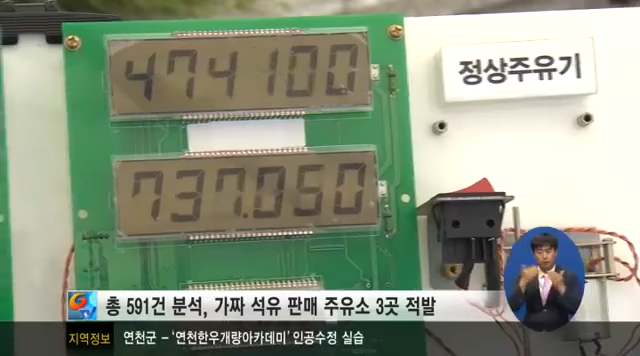 474100
정상주유기
737.050
총 591건 분석, 가짜 석유 판매 주유소 3곳 적발
지역정보 연천군 - '연천한우개량아카데미' 인공수정 실습